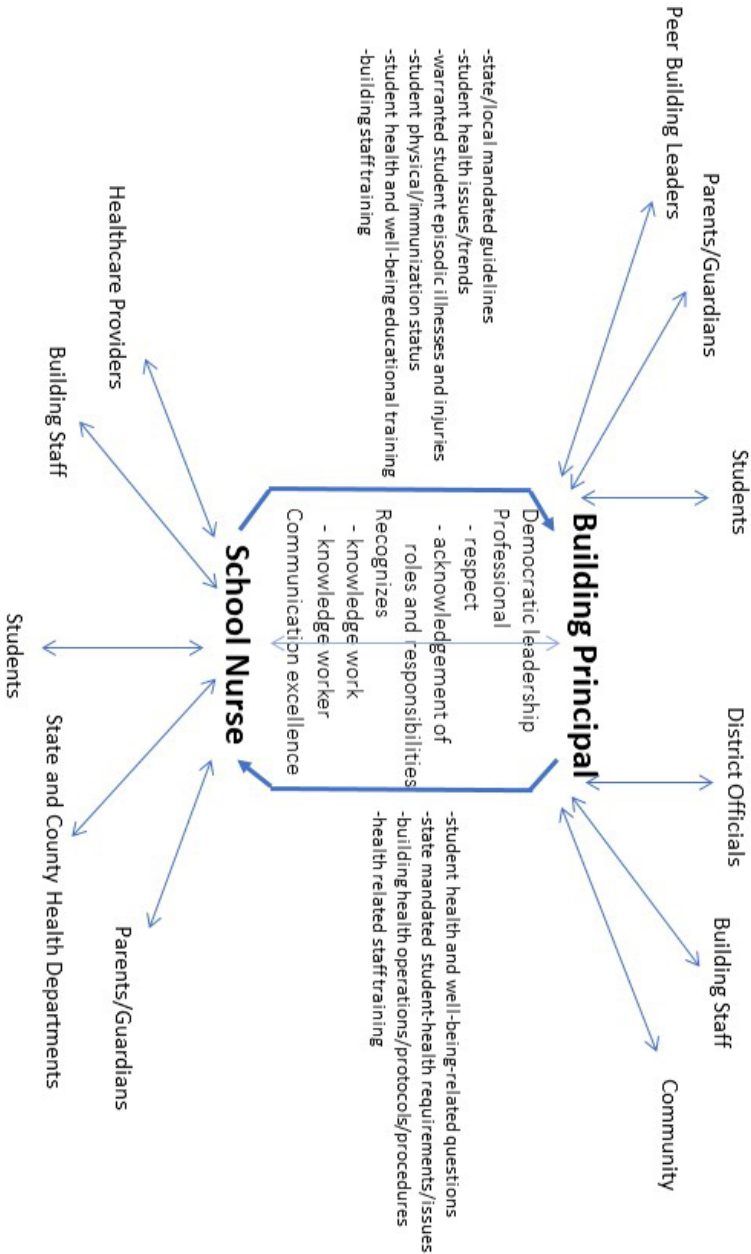 Peer Building Leaders
Parents/Guardians
Students
District Officials
Building Staff
Community
Building Principal
-state/local mandated guidelines
-student health issues/trends
-warranted student episodic illnesses and injuries
-student physical/immunization status
-student health and well-being educational training
-building staff training
Democratic leadership
Professional
- respect
- acknowledgement of
roles and responsibilities
Recognizes
- knowledge work
- knowledge worker
Communication excellence
-student health and well-being-related questions
-state mandated student-health requirements/issues
-building health operations/protocols/procedures
-health related staff training
School Nurse
Healthcare Providers
Building Staff
Students
State and County Health Departments
Parents/Guardians